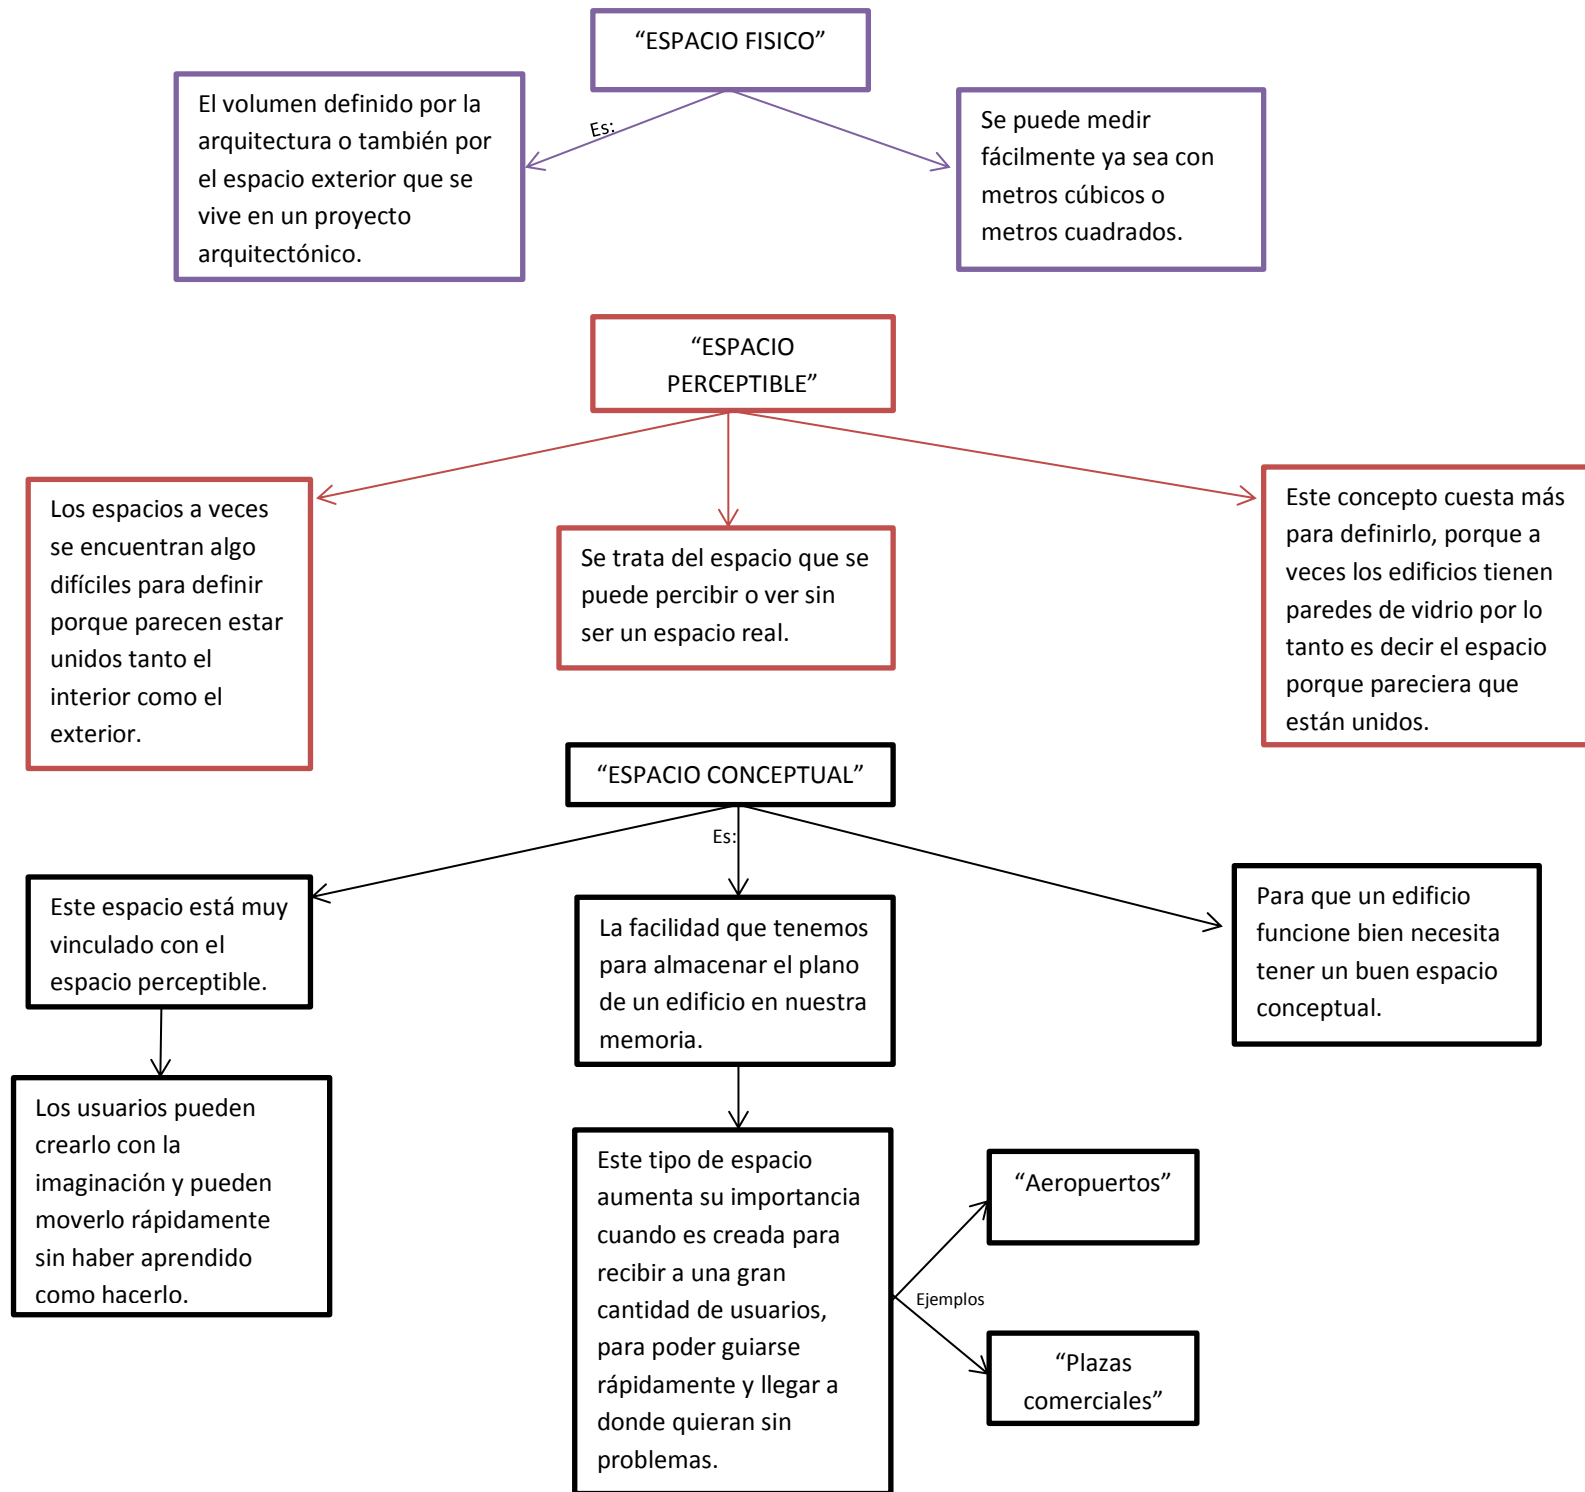 “ESPACIO FISICO”
El volumen definido por la
arquitectura o también por
el espacio exterior que se
vive en un proyecto
arquitectónico.
Es:
Se puede medir
fácilmente ya sea con
metros cúbicos o
metros cuadrados.
“ESPACIO
PERCEPTIBLE”
Los espacios a veces
se encuentran algo
difíciles para definir
porque parecen estar
unidos tanto el
interior como el
exterior.
Se trata del espacio que se
puede percibir o ver sin
ser un espacio real.
Este concepto cuesta más
para definirlo, porque a
veces los edificios tienen
paredes de vidrio por lo
tanto es decir el espacio
porque pareciera que
están unidos.
“ESPACIO CONCEPTUAL”
Es:
Este espacio está muy
vinculado con el
espacio perceptible.
La facilidad que tenemos
para almacenar el plano
de un edificio en nuestra
memoria.
Para que un edificio
funcione bien necesita
tener un buen espacio
conceptual.
Los usuarios pueden
crearlo con la
imaginación y pueden
moverlo rápidamente
sin haber aprendido
como hacerlo.
Este tipo de espacio
aumenta su importancia
cuando es creada para
recibir a una gran
cantidad de usuarios,
para poder guiarse
rápidamente y llegar a
donde quieran sin
problemas.
“Aeropuertos”
Ejemplos
“Plazas
comerciales”